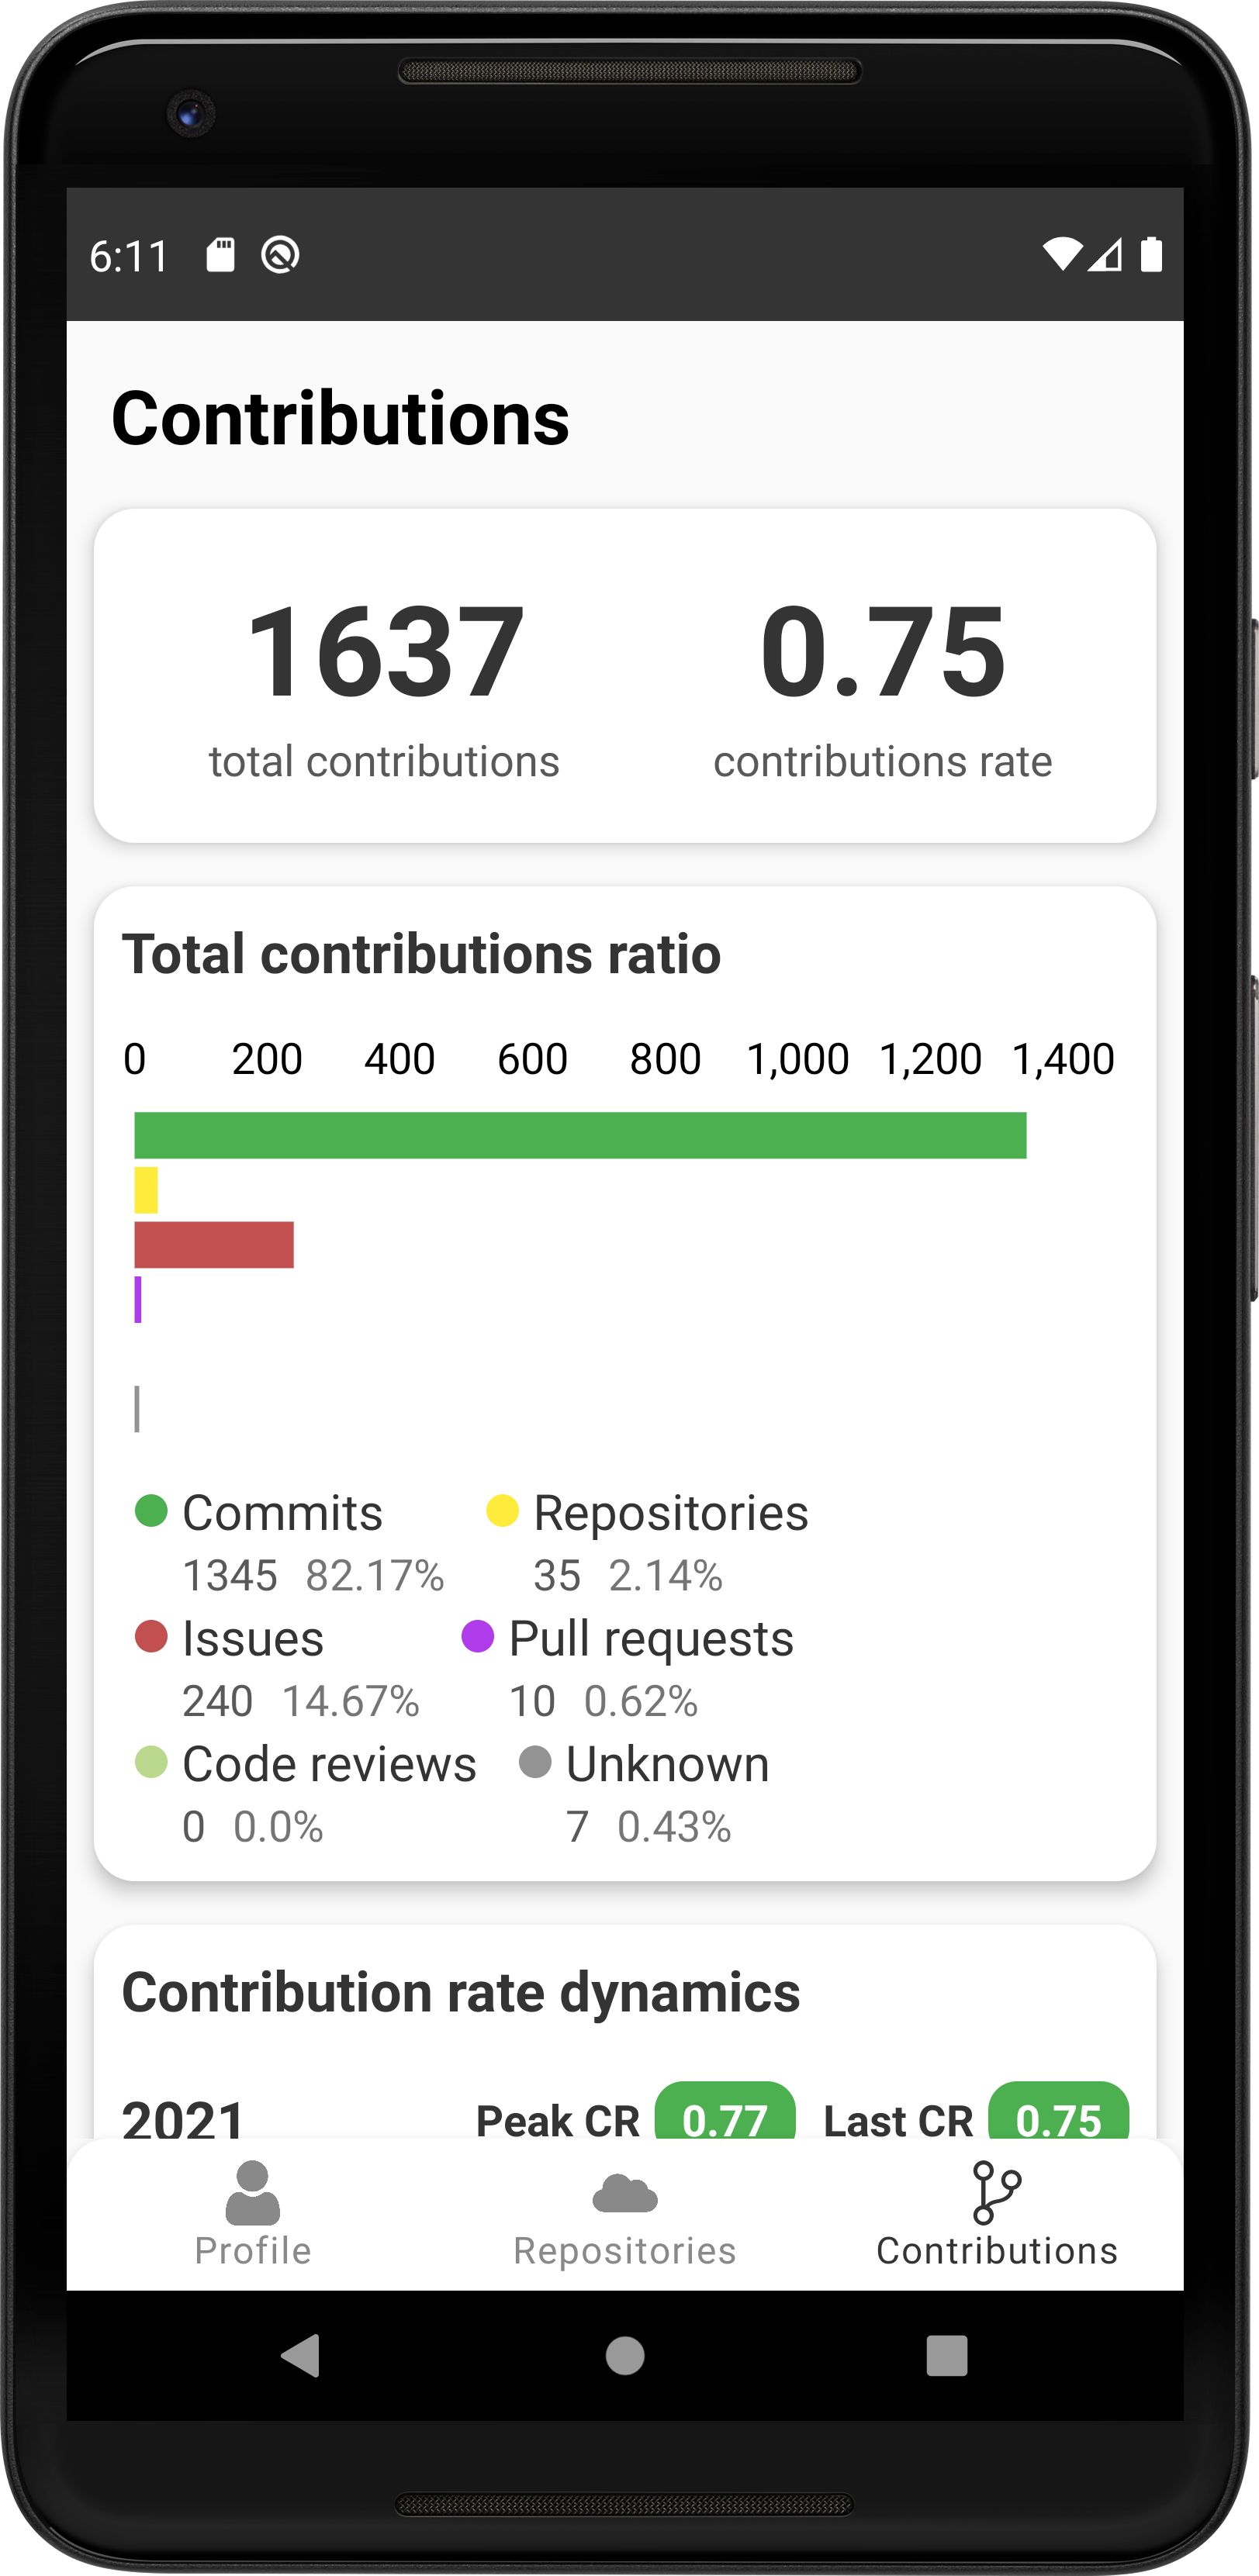 6:11
Contributions
1637 0.75
total contributions contributions rate
Total contributions ratio
0 200 400 600 800 1,000 1,200 1,400
Commits Repositories
1345 82.17% 35 2.14%
Issues Pull requests
240 14.67% 10 0.62%
Code reviews Unknown
0 0.0% 7 0.43%
Contribution rate dynamics
2021 Peak CR 0.77 Last CR 0.75
Profile Repositories Contributions